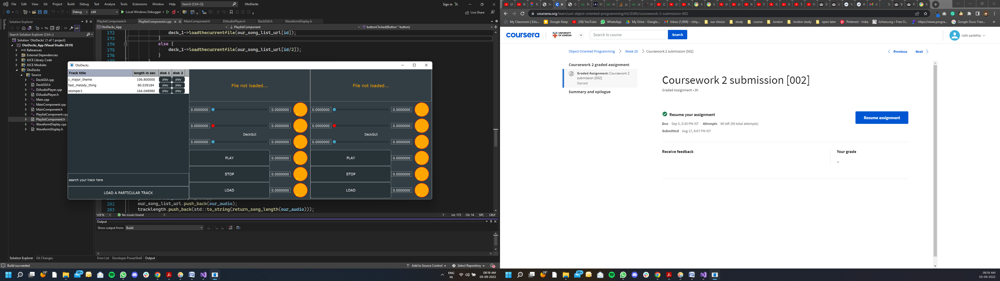 File Edit View Git Project Build Debug Test Analyze Tools Extensions Window Help Search (Ctrl+Q) OtoDecks Sign in
Debug x64 Local Windows Debugger Live Share
Toolbox
Solution Explorer
Search Solution Explorer (Ctrl+;)
Solution 'OtoDecks' (1 of 1 project)
OtoDecks_App (Visual Studio 2019)
References
External Dependencies
JUCE Library Code
JUCE Modules
OtoDecks
Source
DeckGUI.cpp
DeckGUI.h
DJAudioPlayer.cpp
DJAudioPlayer.h
Main.cpp
MainComponent.cpp
MainComponent.h
PlaylistComponent.cpp
PlaylistComponent.h
WaveformDisplay.cpp
WaveformDisplay.h
Solution Explorer Git Changes
PlaylistComponent.h PlaylistComponent.cpp MainComponent.h DJAudioPlayer.h DeckGUI.h WaveformDisplay.h
OtoDecks_App PlaylistComponent buttonClicked(Button * button)
172 deck_1->loadthecurrentfile(our_song_list_url[id]);
173 }
174 else {
175 deck_1->loadthecurrentfile(our_song_list_url[id/2]);
176 }
177 }
OtoDecks
Track title length in sec disk 1 disk 2
c_major_theme 106.800000 play play
fast_melody_thing 80.039184 play play
stomper1 164.048980 play play
search your track here
LOAD A PARTICULAR TRACK
File not loaded...
0.0000000 0.0000000
0.0000000 0.0000000
DeckGUI
0.0000000 0.0000000
PLAY 0.0000000
STOP 0.0000000
LOAD 0.0000000
File not loaded...
0.0000000 0.0000000
0.0000000 0.0000000
DeckGUI
0.0000000 0.0000000
PLAY 0.0000000
STOP 0.0000000
LOAD 0.0000000
202 our_song_list_url.push_back(our_audio);
203 tracklength.push_back(std::to_string(return_song_length(our_audio)));
129 % No issues found Ln: 173 Ch: 14 SPC CRLF
Output
Show output from: Build
Error List Developer PowerShell Output
Build succeeded Add to Source Control Select Repository
29° 99+ ENG IN 08:19 AM 05-09-2022
coursera.org/learn/uol-object-oriented-programming/irt/JZd9r/coursework-2-submission-002
My Classroom | Edu... Google Keep (58) YouTube WhatsApp My Drive - Google... Inbox (1,694) - rishy... our choice study course london london study open later Pinterest - India lichess.org • Free O... https://www.progra... Google Docs: Free...
coursera UNIVERSITY OF LONDON Search in course Search rishi sankhla
Object-Oriented Programming Week 20 Coursework 2 submission [002] Previous Next
Coursework 2 graded assignment
Graded Assignment: Coursework 2
submission [002]
Started
Summary and epilogue
Coursework 2 submission [002]
Graded Assignment • 3h
Resume your assignment
Due Sep 5, 5:30 PM IST Attempts 96 left (99 total attempts)
Submitted Aug 17, 6:07 PM IST
Resume assignment
Receive feedback
Your grade
-
29° 99+ 08:19 AM 05-09-2022